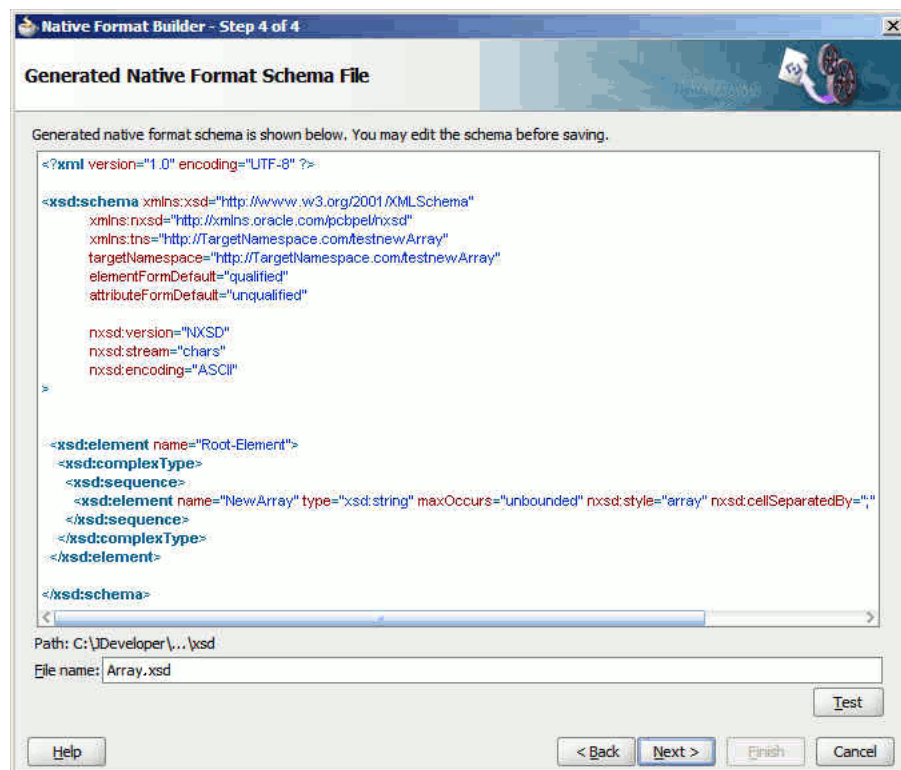 Native Format Builder - Step 4 of 4
Generated Native Format Schema File
Generated native format schema is shown below. You may edit the schema before saving.
<?xml version="1.0" encoding="UTF-8" ?>
<xsd:schema xmlns:xsd="http://www.w3.org/2001/XMLSchema"
xmlns:nxsd="http://xmlns.oracle.com/pcbpel/nxsd"
xmlns:tns="http://TargetNamespace.com/testnewArray"
targetNamespace="http://TargetNamespace.com/testnewArray"
elementFormDefault="qualified"
attributeFormDefault="unqualified"
nxsd:version="NXSD"
nxsd:stream="chars"
nxsd:encoding="ASCII"
>
<xsd:element name="Root-Element">
<xsd:complexType>
<xsd:sequence>
<xsd:element name="NewArray" type="xsd:string" maxOccurs="unbounded" nxsd:style="array" nxsd:cellSeparatedBy=";"
</xsd:sequence>
</xsd:complexType>
</xsd:element>
</xsd:schema>
Path: C:\JDeveloper\...\xsd
File name: Array.xsd
Test
Help
< Back
Next >
Finish
Cancel